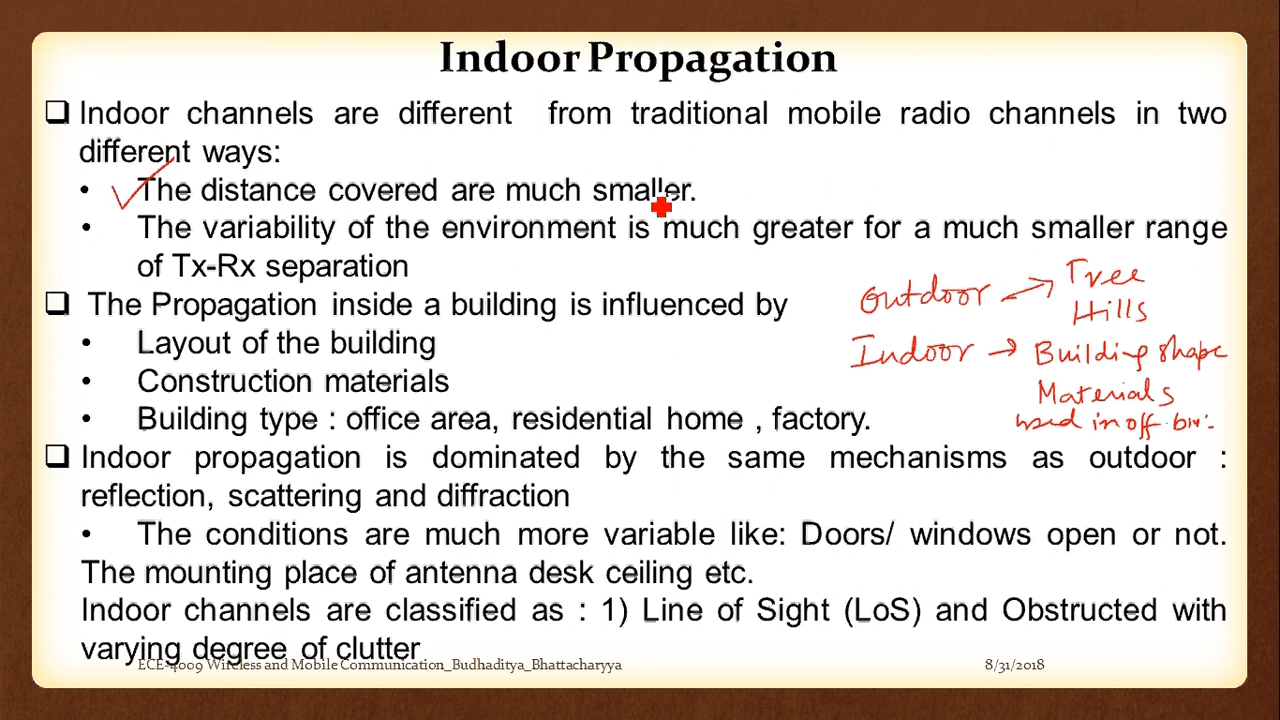 Indoor Propagation
❑ Indoor channels are different from traditional mobile radio channels in two
different ways:
• The distance covered are much smaller.
• The variability of the environment is much greater for a much smaller range
of Tx-Rx separation
❑ The Propagation inside a building is influenced by
• Layout of the building
• Construction materials
• Building type : office area, residential home , factory.
Outdoor → Tree
Hills
Indoor → Building shape
Materials
used in off.
❑ Indoor propagation is dominated by the same mechanisms as outdoor :
reflection, scattering and diffraction
• The conditions are much more variable like: Doors/ windows open or not.
The mounting place of antenna desk ceiling etc.
Indoor channels are classified as : 1) Line of Sight (LoS) and Obstructed with
varying degree of clutter
ECE-4009 Wireless and Mobile Communication_Budhaditya_Bhattacharyya
8/31/2018